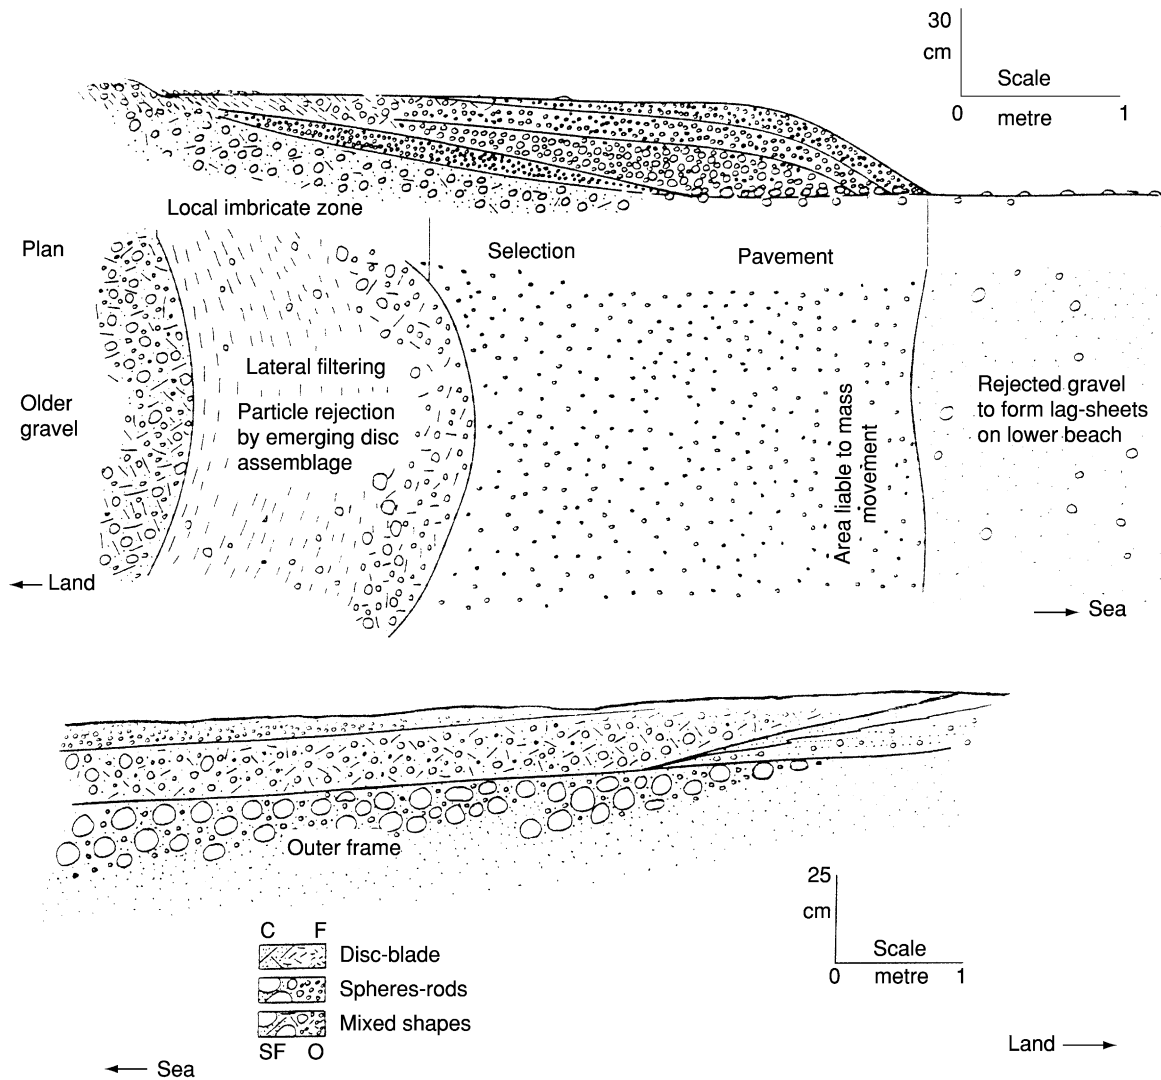 30
cm
Scale
0 1
metre
Local imbricate zone
Plan
Selection
Pavement
Lateral filtering
Particle rejection
by emerging disc
assemblage
Older
gravel
Area liable to mass
movement
Rejected gravel
to form lag-sheets
on lower beach
Land
Sea
Outer frame
25
cm
Scale
0 metre 1
C F
Disc-blade
Spheres-rods
Mixed shapes
SF O
Land
Sea